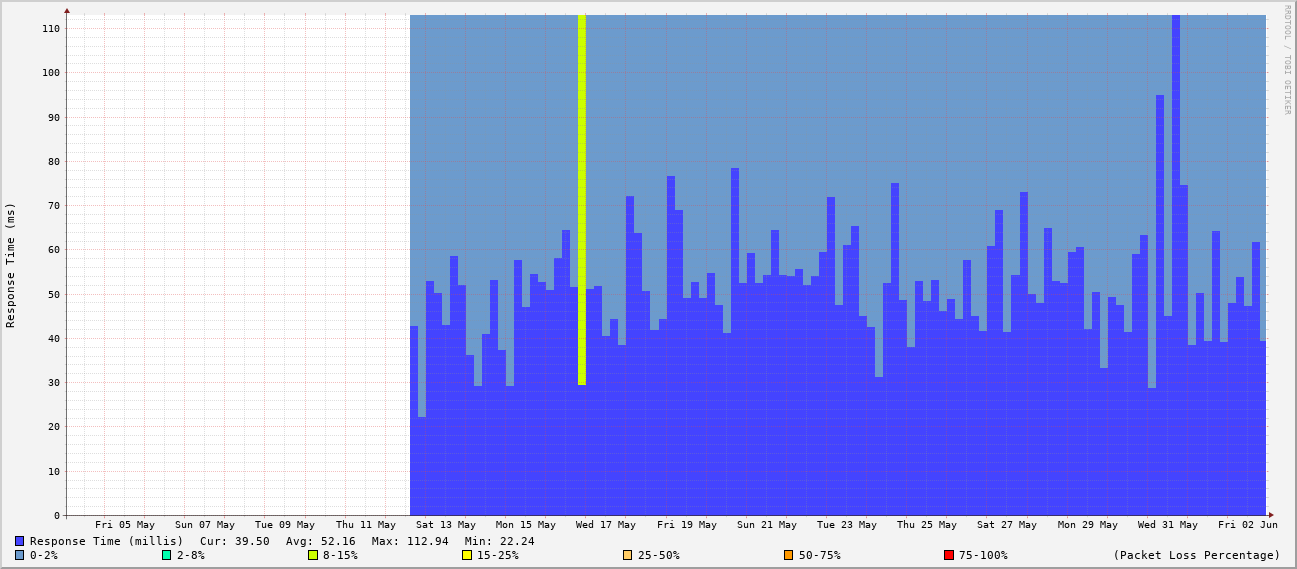 RRDTOOL / TOBI OETIKER
Response Time (ms)
110
100
90
80
70
60
50
40
30
20
10
0
Fri 05 May Sun 07 May Tue 09 May Thu 11 May Sat 13 May Mon 15 May Wed 17 May Fri 19 May Sun 21 May Tue 23 May Thu 25 May Sat 27 May Mon 29 May Wed 31 May Fri 02 Jun
Response Time (millis) Cur: 39.50 Avg: 52.16 Max: 112.94 Min: 22.24
0-2% 2-8% 8-15% 15-25% 25-50% 50-75% 75-100% (Packet Loss Percentage)